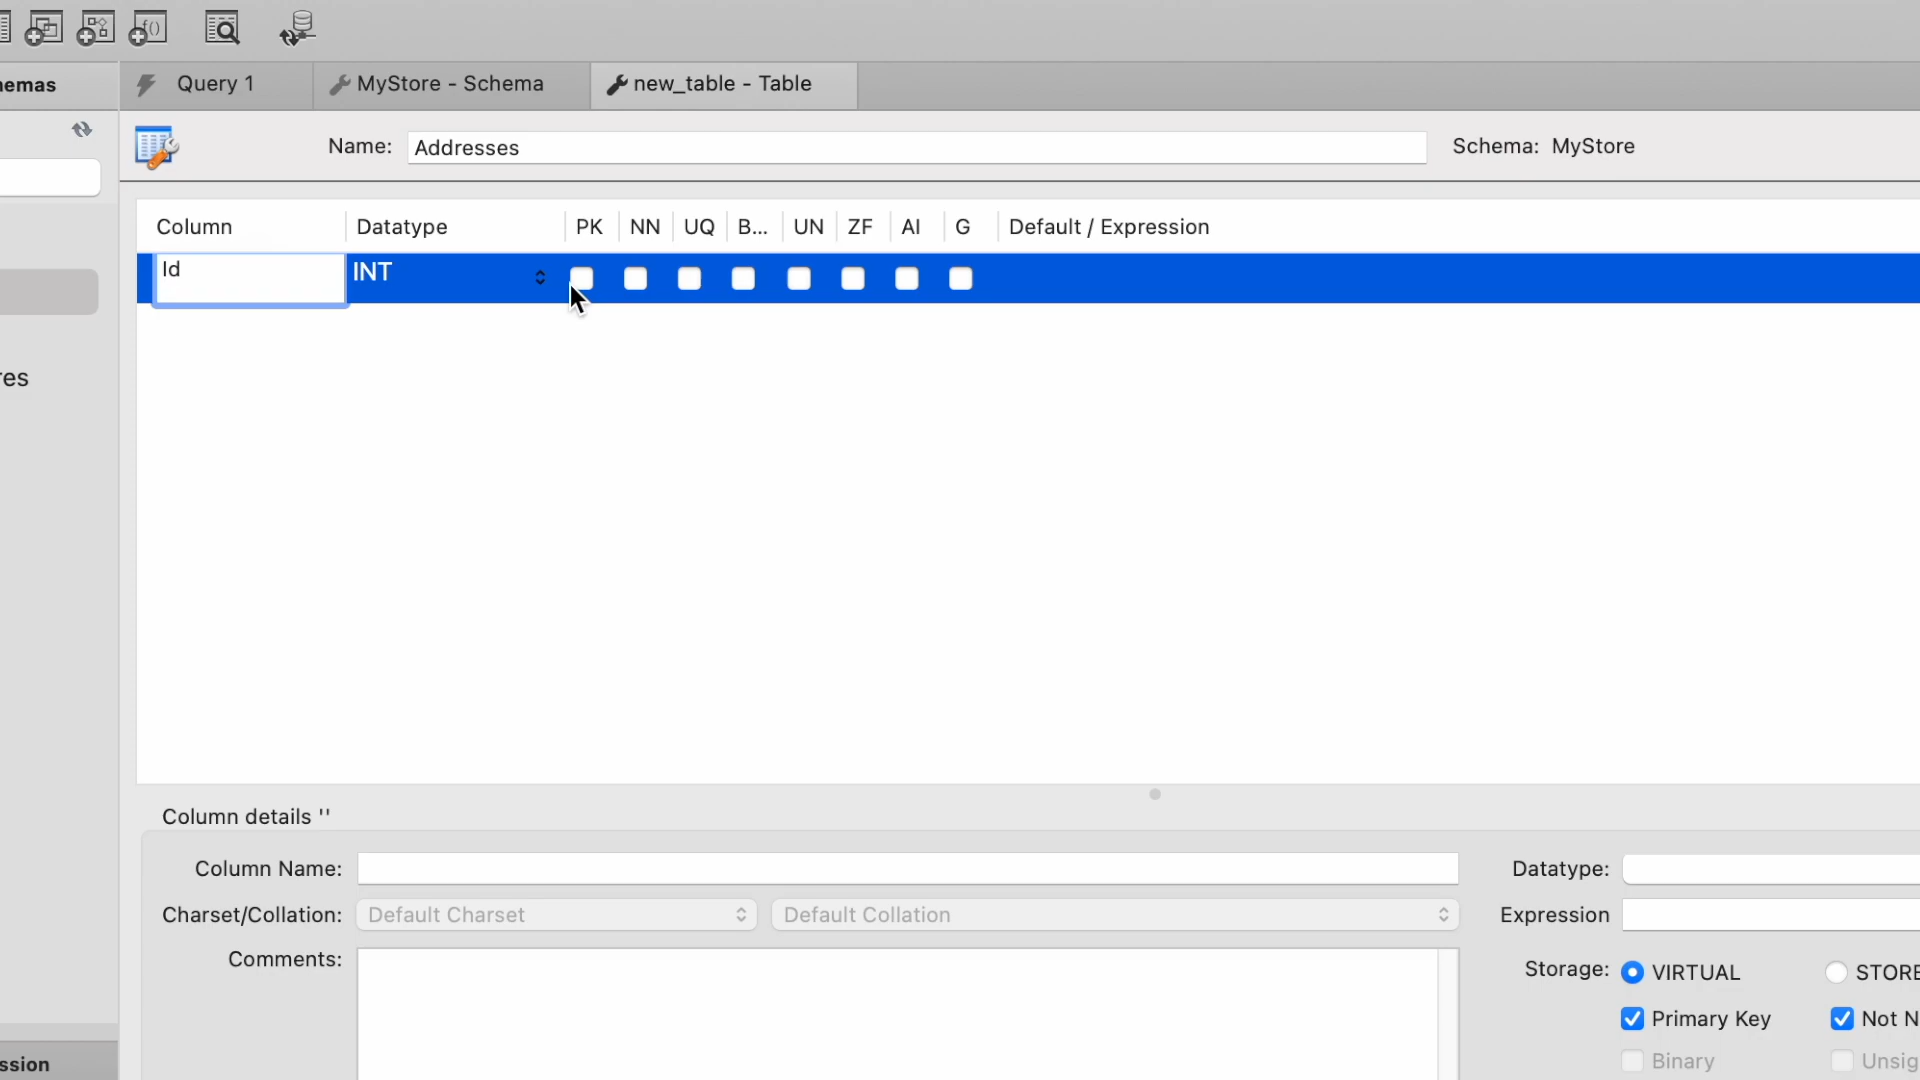 f()
emas
Query 1
MyStore - Schema
new_table - Table
Name: Addresses
Schema: MyStore
Column Datatype PK NN UQ B... UN ZF AI G Default / Expression
Id INT
res
Column details ''
Column Name:
Datatype:
Charset/Collation: Default Charset Default Collation
Expression
Comments:
Storage: VIRTUAL STORE
Primary Key Not N
Binary Unsig
ssion